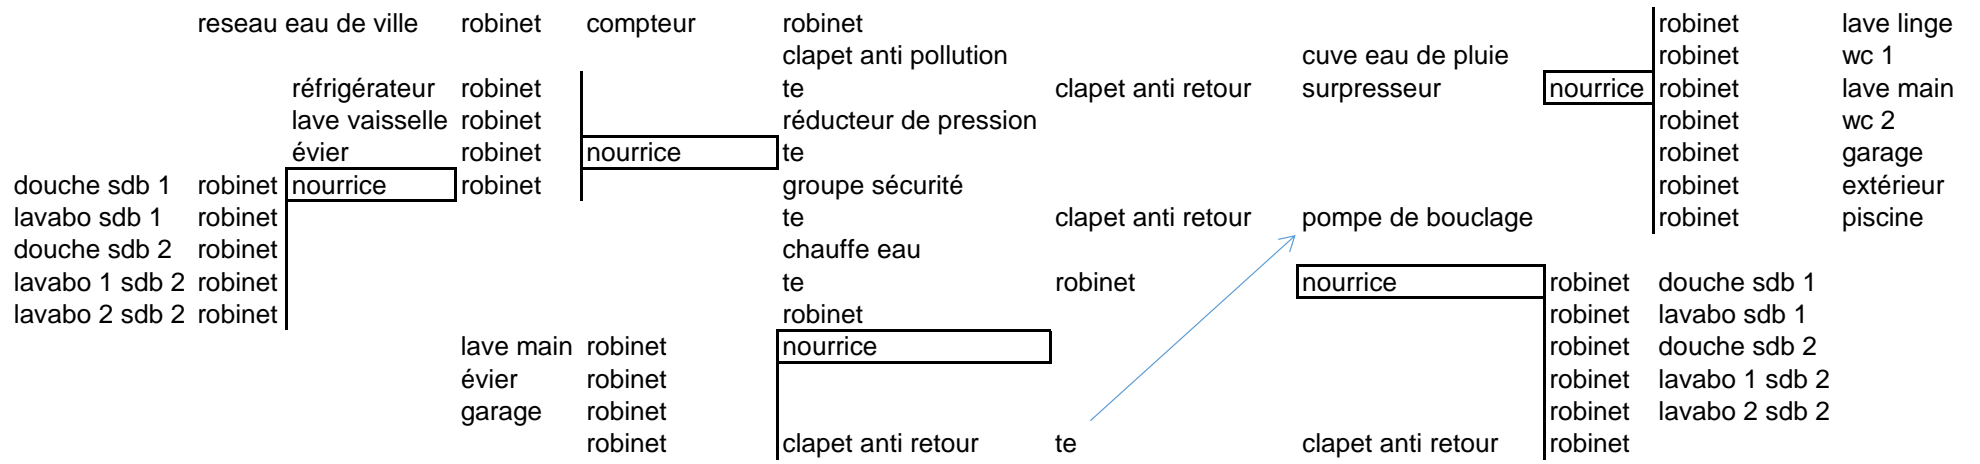 reseau eau de ville robinet compteur robinet robinet lave linge
clapet anti pollution cuve eau de pluie robinet wc 1
réfrigérateur robinet te clapet anti retour surpresseur nourrice robinet lave main
lave vaisselle robinet réducteur de pression robinet wc 2
évier robinet nourrice te robinet garage
douche sdb 1 robinet nourrice robinet groupe sécurité robinet extérieur
lavabo sdb 1 robinet te clapet anti retour pompe de bouclage robinet piscine
douche sdb 2 robinet chauffe eau
lavabo 1 sdb 2 robinet te robinet nourrice robinet douche sdb 1
lavabo 2 sdb 2 robinet robinet robinet lavabo sdb 1
lave main robinet nourrice robinet douche sdb 2
évier robinet robinet lavabo 1 sdb 2
garage robinet robinet lavabo 2 sdb 2
robinet clapet anti retour te clapet anti retour robinet